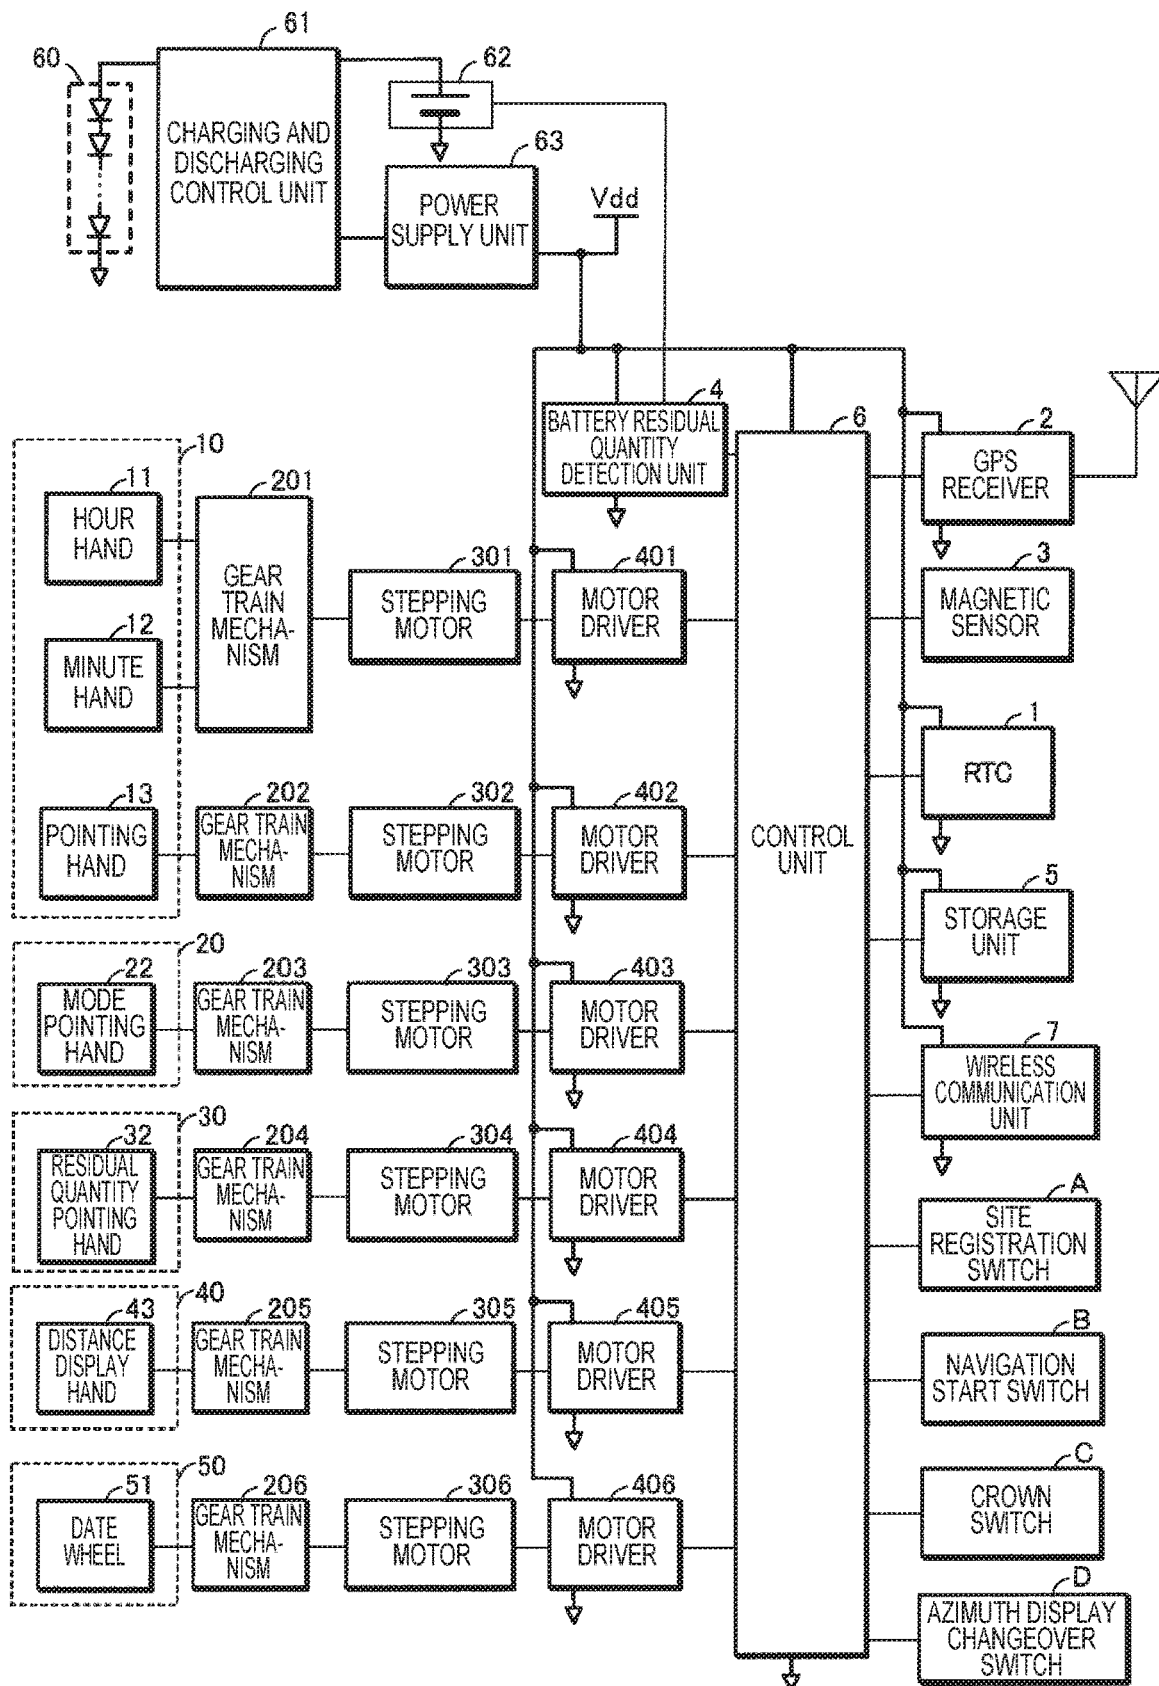 61
60
CHARGING AND
DISCHARGING
CONTROL UNIT
62
63
POWER
SUPPLY UNIT
Vdd
4
BATTERY RESIDUAL
QUANTITY
DETECTION UNIT
6
CONTROL
UNIT
2
GPS
RECEIVER
3
MAGNETIC
SENSOR
1
RTC
5
STORAGE
UNIT
7
WIRELESS
COMMUNICATION
UNIT
A
SITE
REGISTRATION
SWITCH
B
NAVIGATION
START SWITCH
C
CROWN
SWITCH
D
AZIMUTH DISPLAY
CHANGEOVER
SWITCH
10
11
HOUR
HAND
12
MINUTE
HAND
201
GEAR
TRAIN
MECHA-
NISM
301
STEPPING
MOTOR
401
MOTOR
DRIVER
13
POINTING
HAND
202
GEAR TRAIN
MECHA-
NISM
302
STEPPING
MOTOR
402
MOTOR
DRIVER
20
22
MODE
POINTING
HAND
203
GEAR TRAIN
MECHA-
NISM
303
STEPPING
MOTOR
403
MOTOR
DRIVER
30
32
RESIDUAL
QUANTITY
POINTING
HAND
204
GEAR TRAIN
MECHA-
NISM
304
STEPPING
MOTOR
404
MOTOR
DRIVER
40
43
DISTANCE
DISPLAY
HAND
205
GEAR TRAIN
MECHA-
NISM
305
STEPPING
MOTOR
405
MOTOR
DRIVER
50
51
DATE
WHEEL
206
GEAR TRAIN
MECHA-
NISM
306
STEPPING
MOTOR
406
MOTOR
DRIVER